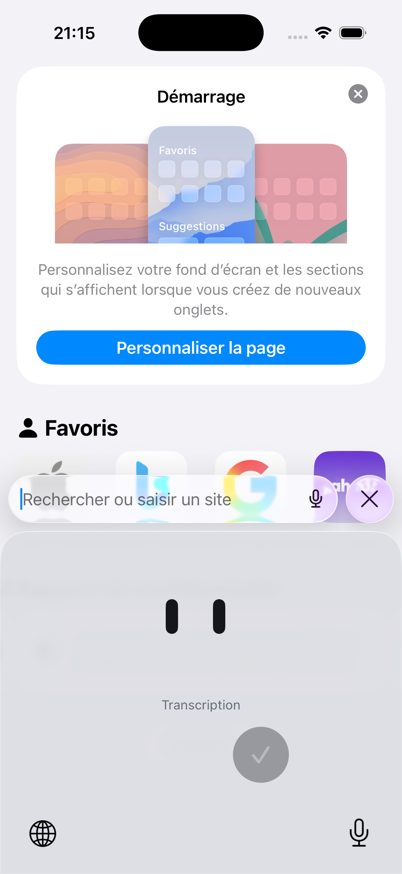 21:15
Démarrage
Favoris
Suggestions
Personnalisez votre fond d’écran et les sections
qui s’affichent lorsque vous créez de nouveaux
onglets.
Personnaliser la page
Favoris
Rechercher ou saisir un site
Transcription